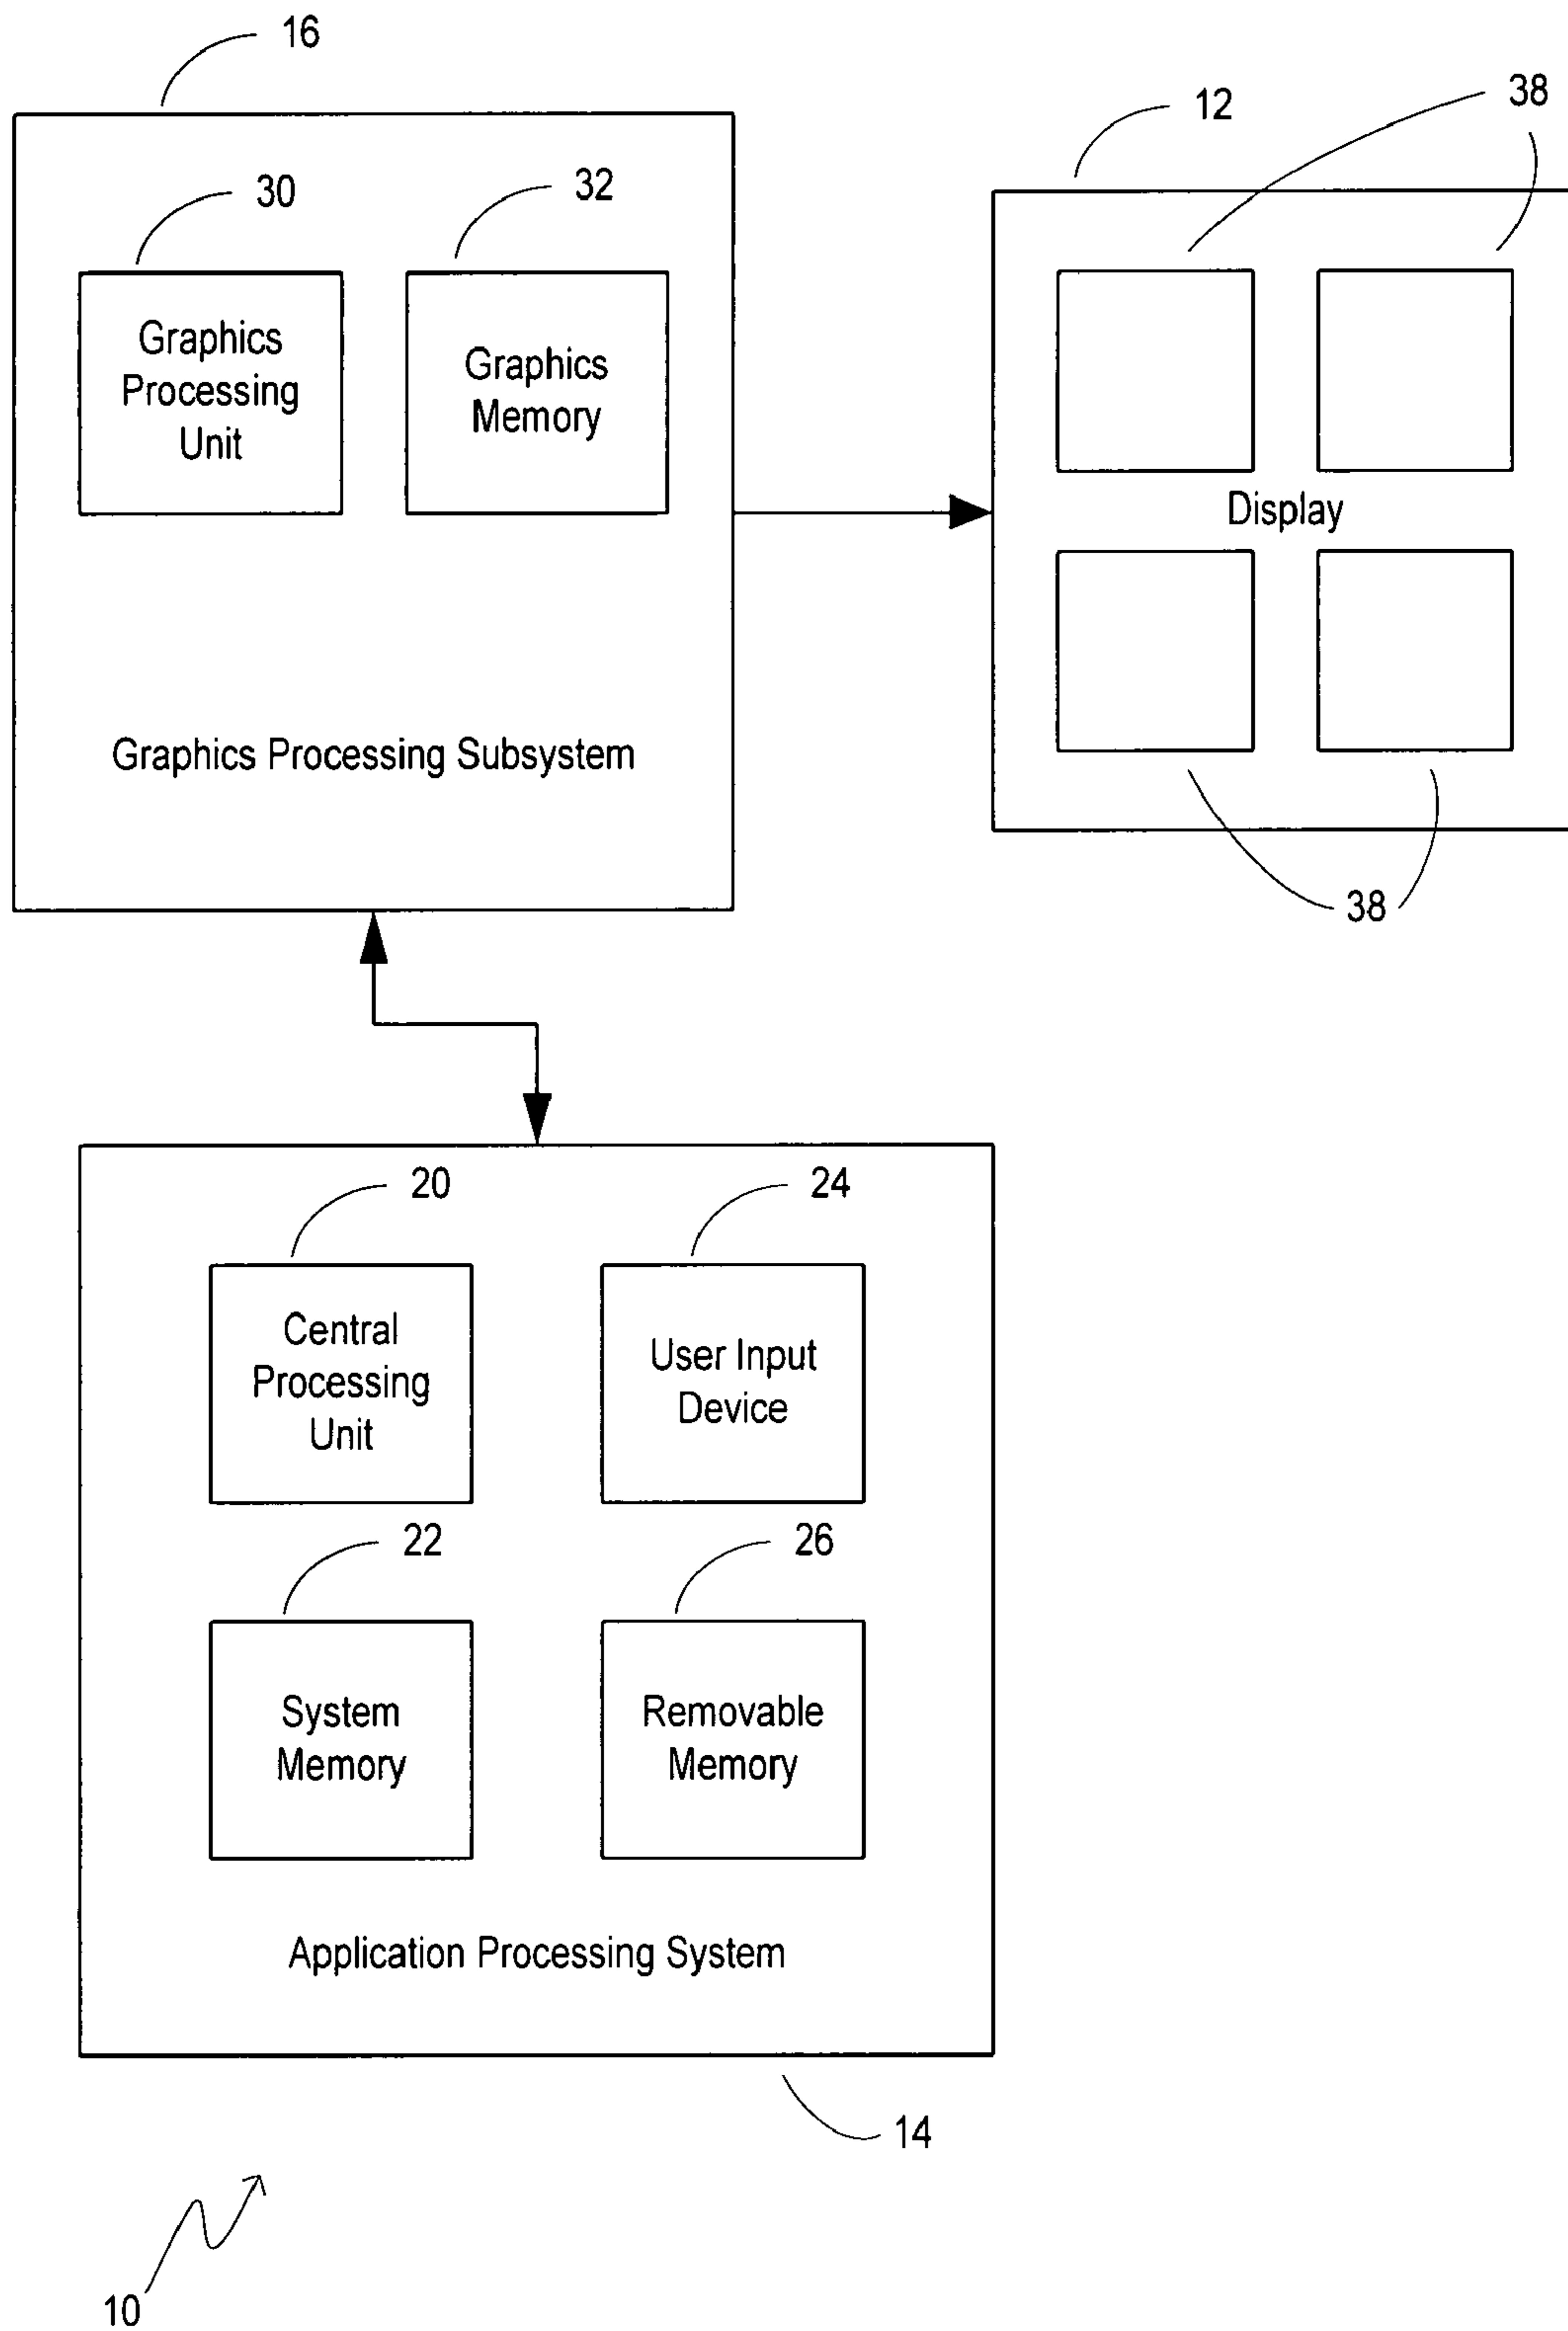 16
30
32
Graphics
Processing
Unit
Graphics
Memory
Graphics Processing Subsystem
12
38
Display
38
20
24
Central
Processing
Unit
User Input
Device
22
26
System
Memory
Removable
Memory
Application Processing System
14
10